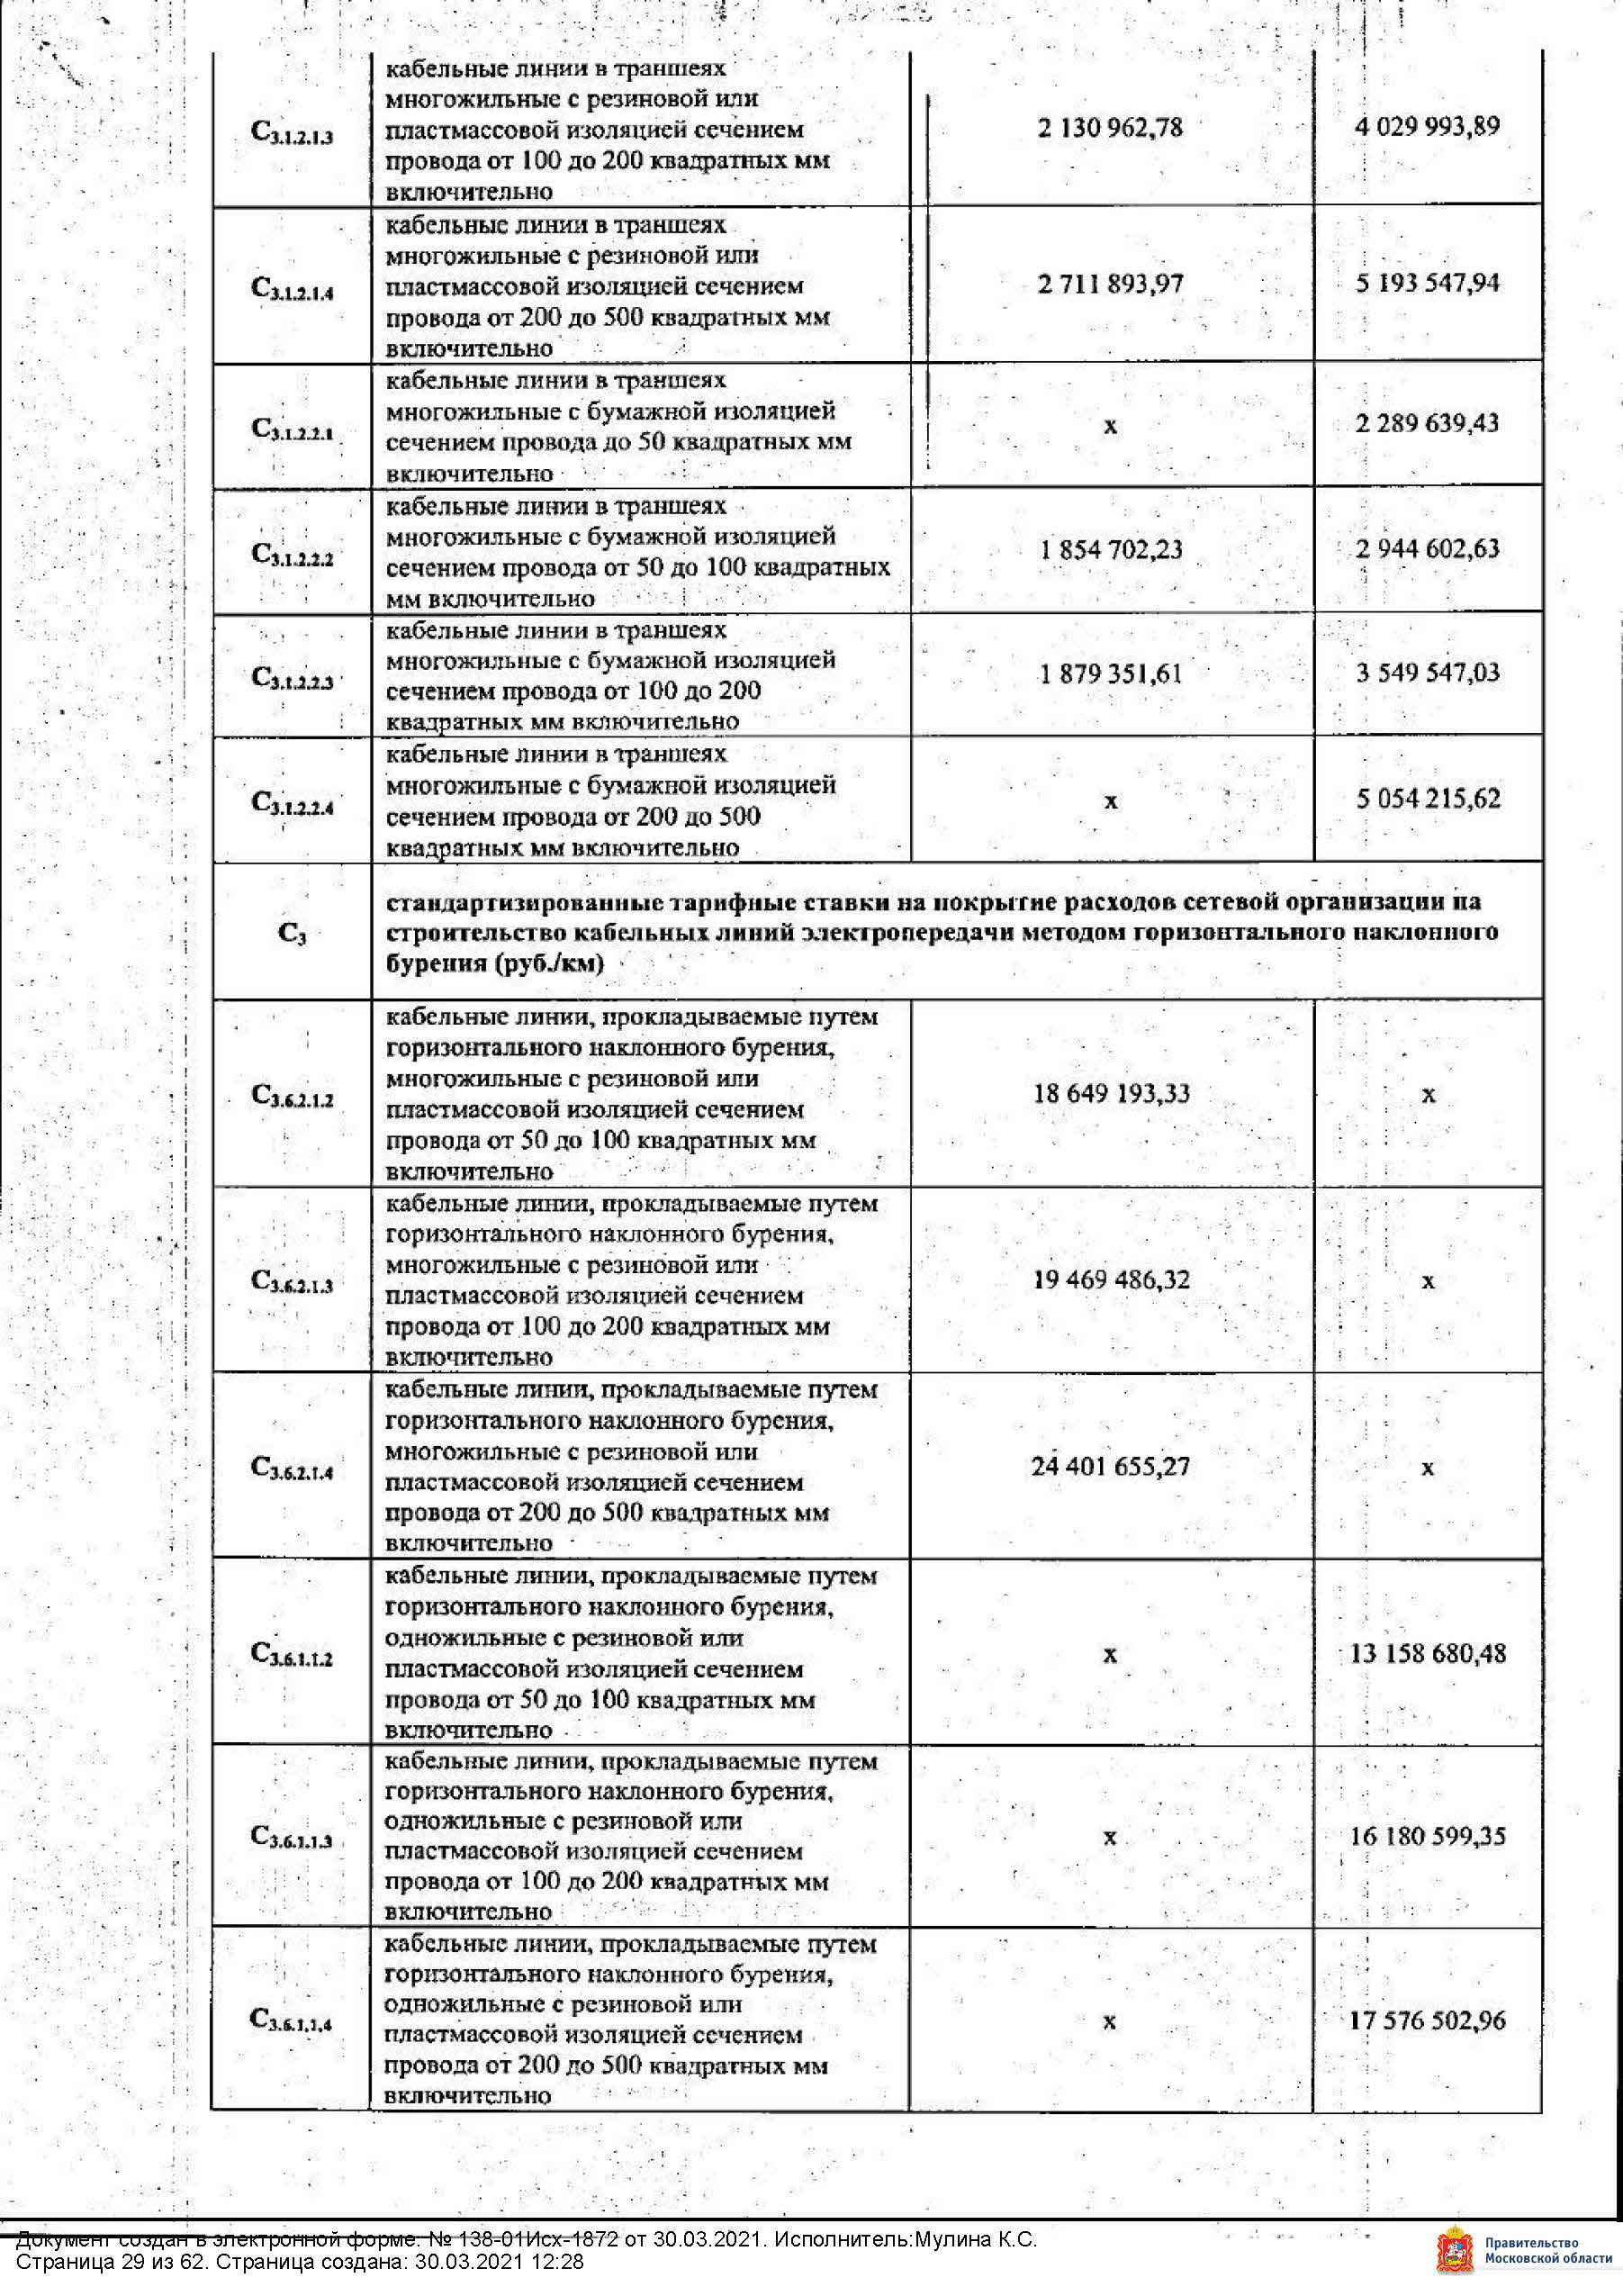 кабельные линии в траншеях
многожильные с резиновой или
пластмассовой изоляцией сечением
провода от 100 до 200 квадратных мм
включительно
C3.1.2.1.3
2 130 962,78
4 029 993,89
кабельные линии в траншеях
многожильные с резиновой или
пластмассовой изоляцией сечением
провода от 200 до 500 квадратных мм
включительно
C3.1.2.1.4
2 711 893,97
5 193 547,94
кабельные линии в траншеях
многожильные с бумажной изоляцией
сечением провода до 50 квадратных мм
включительно
C3.1.2.2.1
x
2 289 639,43
кабельные линии в траншеях
многожильные с бумажной изоляцией
сечением провода от 50 до 100 квадратных
мм включительно
C3.1.2.2.2
1 854 702,23
2 944 602,63
кабельные линии в траншеях
многожильные с бумажной изоляцией
сечением провода от 100 до 200
квадратных мм включительно
C3.1.2.2.3
1 879 351,61
3 549 547,03
кабельные линии в траншеях
многожильные с бумажной изоляцией
сечением провода от 200 до 500
квадратных мм включительно
C3.1.2.2.4
x
5 054 215,62
C3
стандартизированные тарифные ставки на покрытие расходов сетевой организации на
строительство кабельных линий электропередачи методом горизонтального наклонного
бурения (руб./км)
кабельные линии, прокладываемые путем
горизонтального наклонного бурения,
многожильные с резиновой или
пластмассовой изоляцией сечением
провода от 50 до 100 квадратных мм
включительно
C3.6.2.1.2
18 649 193,33
x
кабельные линии, прокладываемые путем
горизонтального наклонного бурения,
многожильные с резиновой или
пластмассовой изоляцией сечением
провода от 100 до 200 квадратных мм
включительно
C3.6.2.1.3
19 469 486,32
x
кабельные линии, прокладываемые путем
горизонтального наклонного бурения,
многожильные с резиновой или
пластмассовой изоляцией сечением
провода от 200 до 500 квадратных мм
включительно
C3.6.2.1.4
24 401 655,27
x
кабельные линии, прокладываемые путем
горизонтального наклонного бурения,
одножильные с резиновой или
пластмассовой изоляцией сечением
провода от 50 до 100 квадратных мм
включительно
C3.6.1.1.2
x
13 158 680,48
кабельные линии, прокладываемые путем
горизонтального наклонного бурения,
одножильные с резиновой или
пластмассовой изоляцией сечением
провода от 100 до 200 квадратных мм
включительно
C3.6.1.1.3
x
16 180 599,35
кабельные линии, прокладываемые путем
горизонтального наклонного бурения,
одножильные с резиновой или
пластмассовой изоляцией сечением
провода от 200 до 500 квадратных мм
включительно
C3.6.1.1.4
x
17 576 502,96
Документ создан в электронной форме. № 138-01Исх-1872 от 30.03.2021. Исполнитель:Мулина К.С.
Страница 29 из 62. Страница создана: 30.03.2021 12:28
Правительство
Московской области